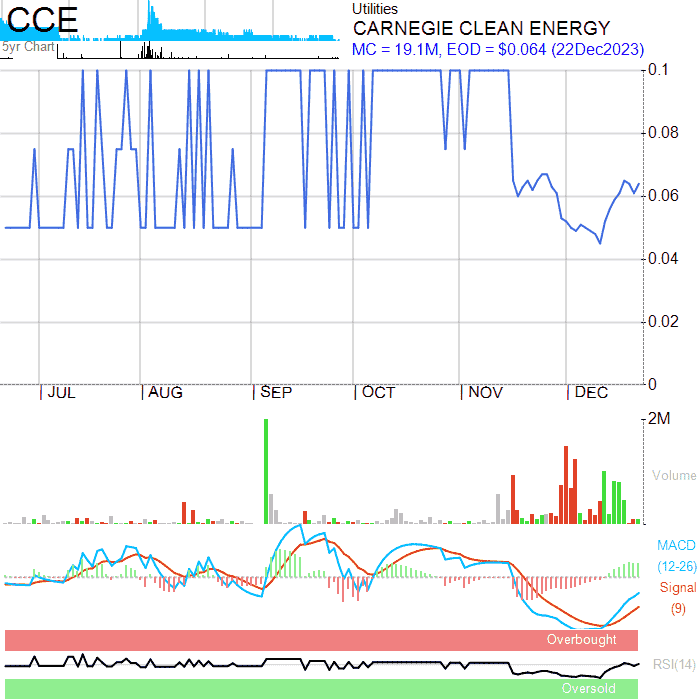 CCE
5yr Chart
Utilities
CARNEGIE CLEAN ENERGY
MC = 19.1M, EOD = $0.064 (22Dec2023)
0.1
0.08
0.06
0.04
0.02
0
JUL AUG SEP OCT NOV DEC
2M
Volume
MACD
(12-26)
Signal
(9)
Overbought
RSI(14)
Oversold